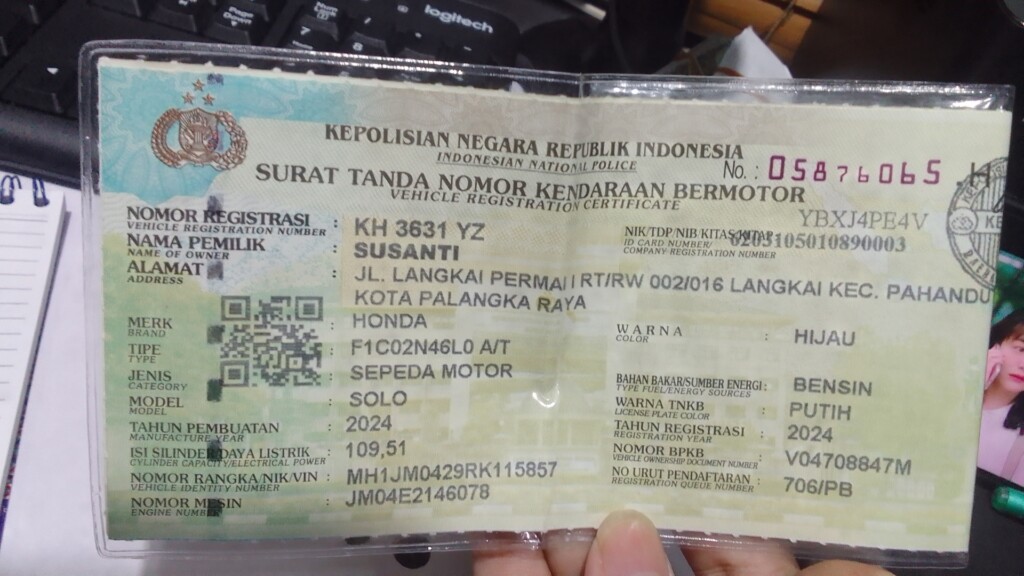 logitech
KEPOLISIAN NEGARA REPUBLIK INDONESIA
INDONESIAN NATIONAL POLICE
No.: 05876065 H
SURAT TANDA NOMOR KENDARAAN BERMOTOR
VEHICLE REGISTRATION CERTIFICATE
YBXJ4PE4V
NOMOR REGISTRASI : KH 3631 YZ
VEHICLE REGISTRATION NUMBER
NIK/TDP/NIB KITAS/KITAP
ID CARD NUMBER/ 6203105010890003
COMPANY REGISTRATION NUMBER
NAMA PEMILIK : SUSANTI
NAME OF OWNER
ALAMAT : JL. LANGKAI PERMAI I RT/RW 002/016 LANGKAI KEC. PAHANDU
ADDRESS
KOTA PALANGKA RAYA
MERK : HONDA
BRAND
WARNA : HIJAU
COLOR
TIPE : F1C02N46L0 A/T
TYPE
JENIS : SEPEDA MOTOR
CATEGORY
BAHAN BAKAR/SUMBER ENERGI : BENSIN
TYPE FUEL/ENERGY SOURCES
MODEL : SOLO
MODEL
WARNA TNKB : PUTIH
LICENSE PLATE COLOR
TAHUN PEMBUATAN : 2024
MANUFACTURE YEAR
TAHUN REGISTRASI : 2024
REGISTRATION YEAR
ISI SILINDER/DAYA LISTRIK : 109,51
CYLINDER CAPACITY/ELECTRICAL POWER
NOMOR BPKB : V04708847M
VEHICLE OWNERSHIP DOCUMENT NUMBER
NOMOR RANGKA/NIK/VIN : MH1JM0429RK115857
VEHICLE IDENTITY NUMBER
NO URUT PENDAFTARAN : 706/PB
REGISTRATION QUEUE NUMBER
NOMOR MESIN : JM04E2146078
ENGINE NUMBER